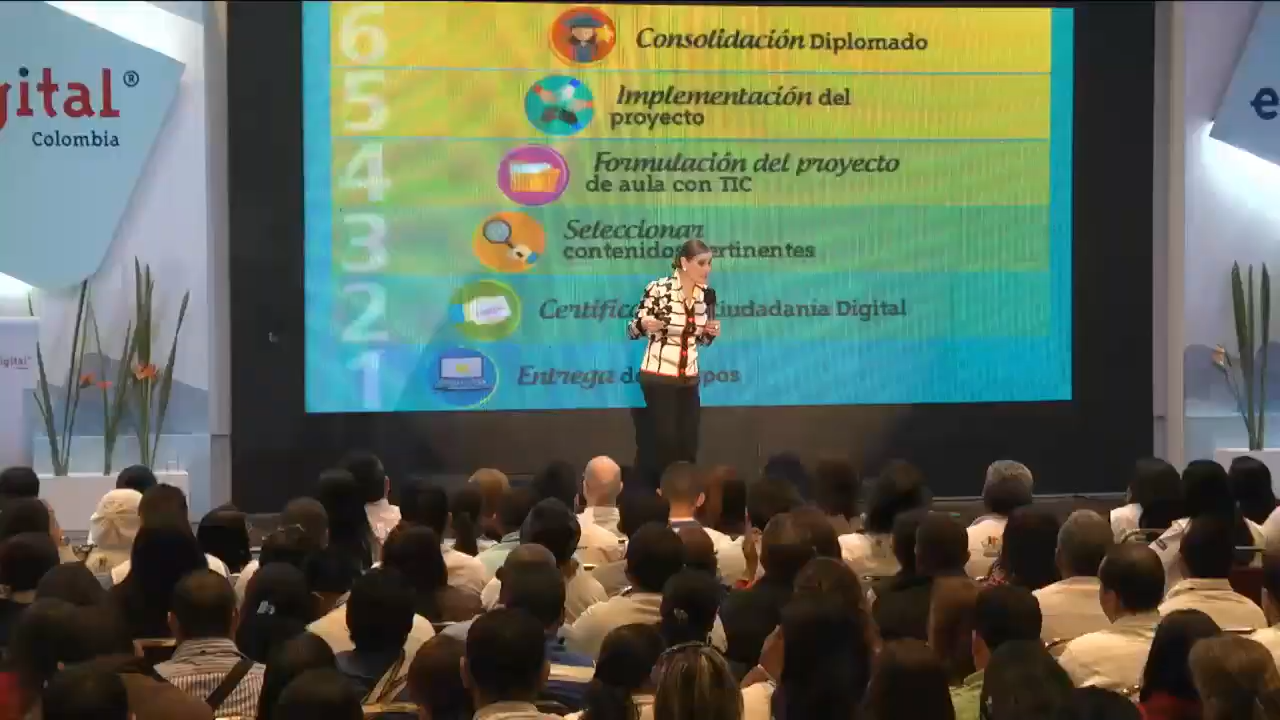 gital®
Colombia
6
Consolidación Diplomado
5
Implementación del
proyecto
4
Formulación del proyecto
de aula con TIC
3
Seleccionar
contenidos pertinentes
2
Ciudadanía Digital
1
Entrega
e